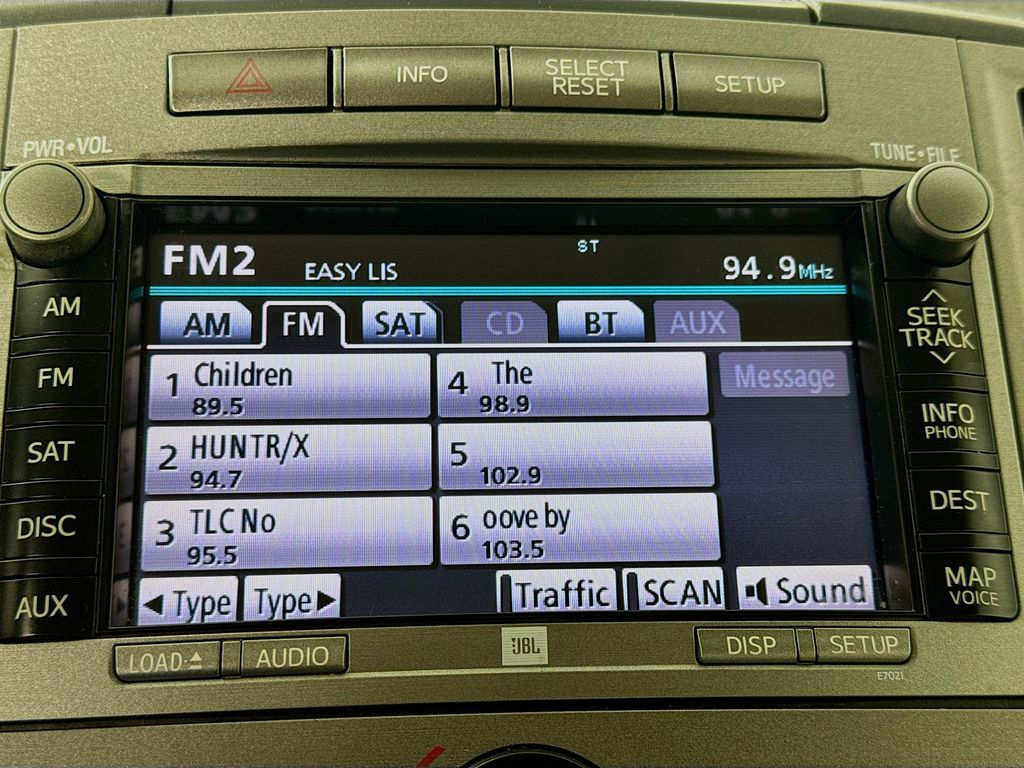 INFO
SELECT
RESET
SETUP
PWR•VOL
TUNE•FILE
FM2
EASY LIS
ST
94.9MHz
AM
FM
SAT
CD
BT
AUX
AM
FM
SAT
DISC
AUX
1 Children
89.5
4 The
98.9
Message
2 HUNTR/X
94.7
5
102.9
3 TLC No
95.5
6 oove by
103.5
◀Type
Type▶
Traffic
SCAN
Sound
SEEK
TRACK
INFO
PHONE
DEST
MAP
VOICE
LOAD•⏏
AUDIO
JBL
DISP
SETUP
E7021